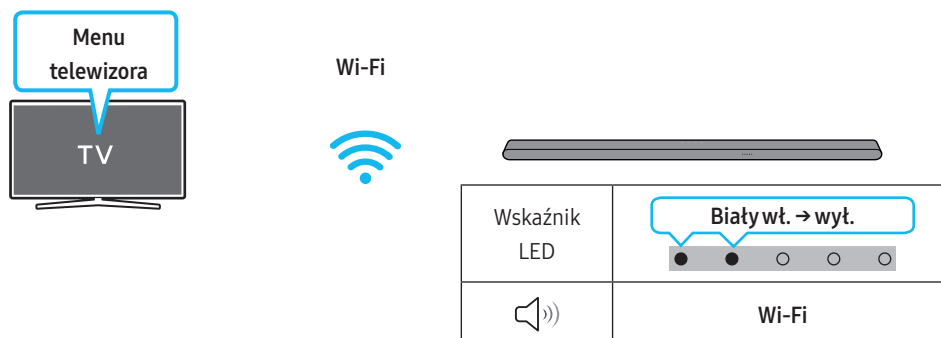 Menu
telewizora
TV
Wi-Fi
Wskaźnik
LED
Biały wł. → wył.
Wi-Fi